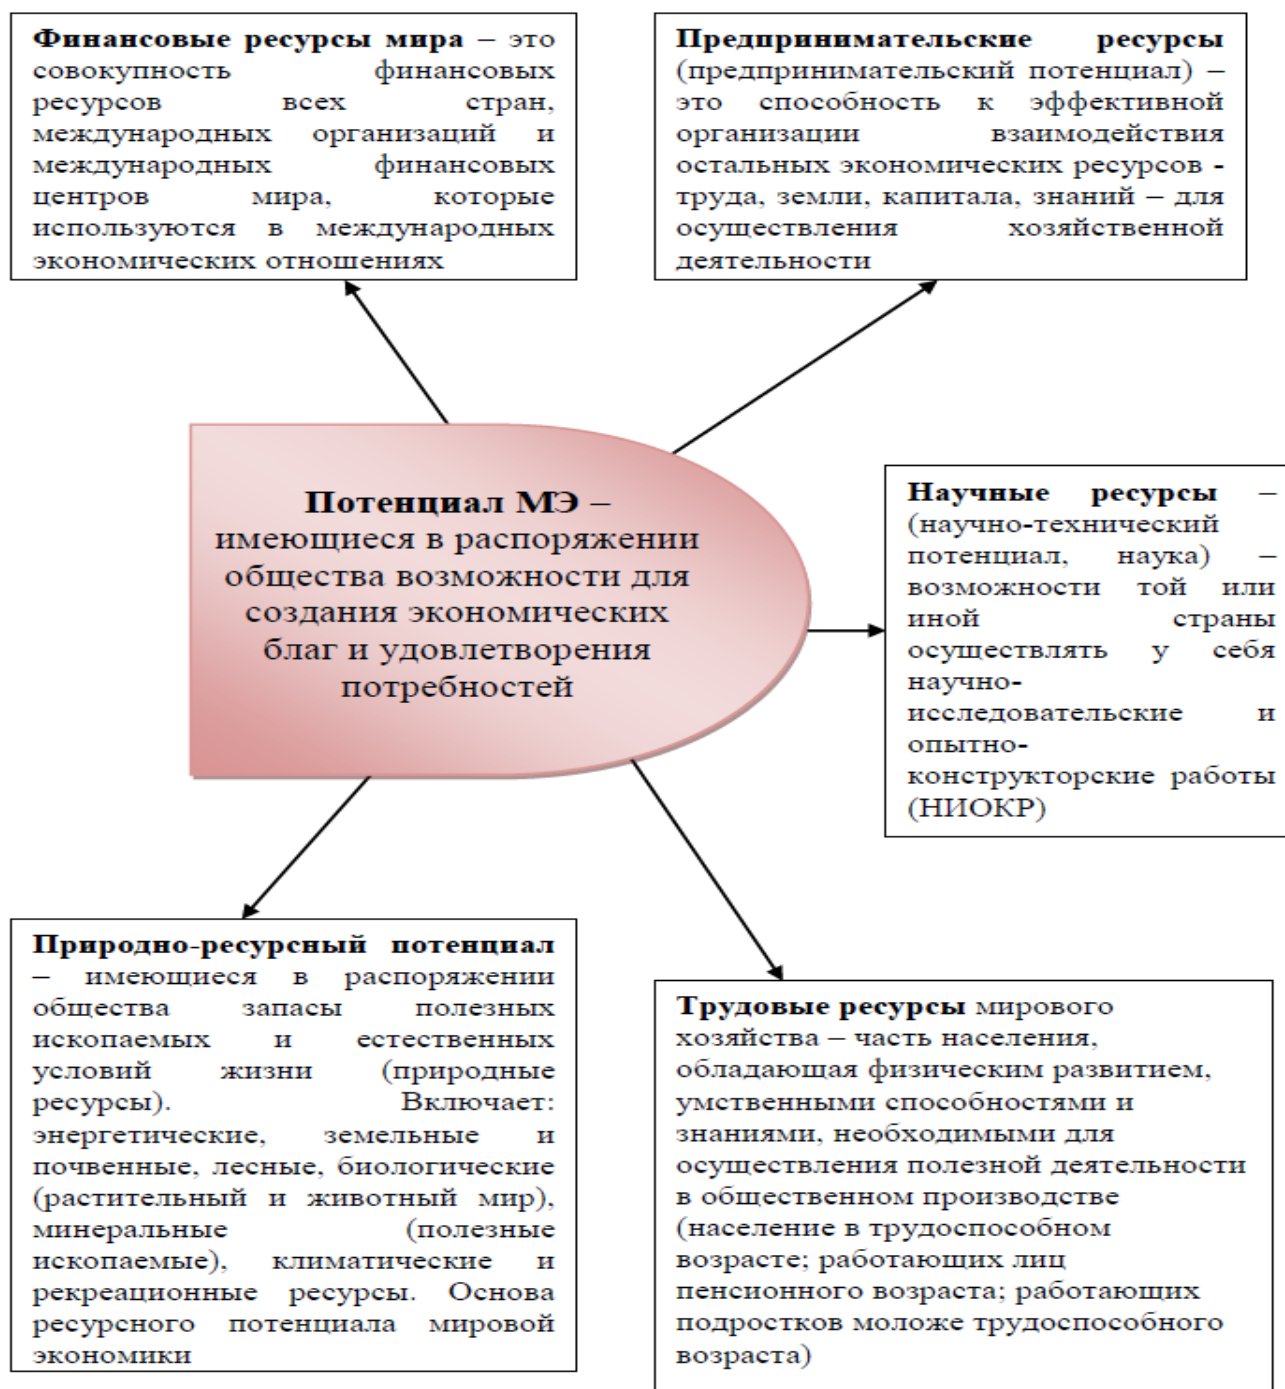 Финансовые ресурсы мира – это
совокупность финансовых
ресурсов всех стран,
международных организаций и
международных финансовых
центров мира, которые
используются в международных
экономических отношениях
Предпринимательские ресурсы
(предпринимательский потенциал) –
это способность к эффективной
организации взаимодействия
остальных экономических ресурсов -
труда, земли, капитала, знаний – для
осуществления хозяйственной
деятельности
Потенциал МЭ –
имеющиеся в распоряжении
общества возможности для
создания экономических
благ и удовлетворения
потребностей
Научные ресурсы –
(научно-технический
потенциал, наука) –
возможности той или
иной страны
осуществлять у себя
научно-
исследовательские и
опытно-
конструкторские работы
(НИОКР)
Природно-ресурсный потенциал
– имеющиеся в распоряжении
общества запасы полезных
ископаемых и естественных
условий жизни (природные
ресурсы). Включает:
энергетические, земельные и
почвенные, лесные, биологические
(растительный и животный мир),
минеральные (полезные
ископаемые), климатические и
рекреационные ресурсы. Основа
ресурсного потенциала мировой
экономики
Трудовые ресурсы мирового
хозяйства – часть населения,
обладающая физическим развитием,
умственными способностями и
знаниями, необходимыми для
осуществления полезной деятельности
в общественном производстве
(население в трудоспособном
возрасте; работающих лиц
пенсионного возраста; работающих
подростков моложе трудоспособного
возраста)